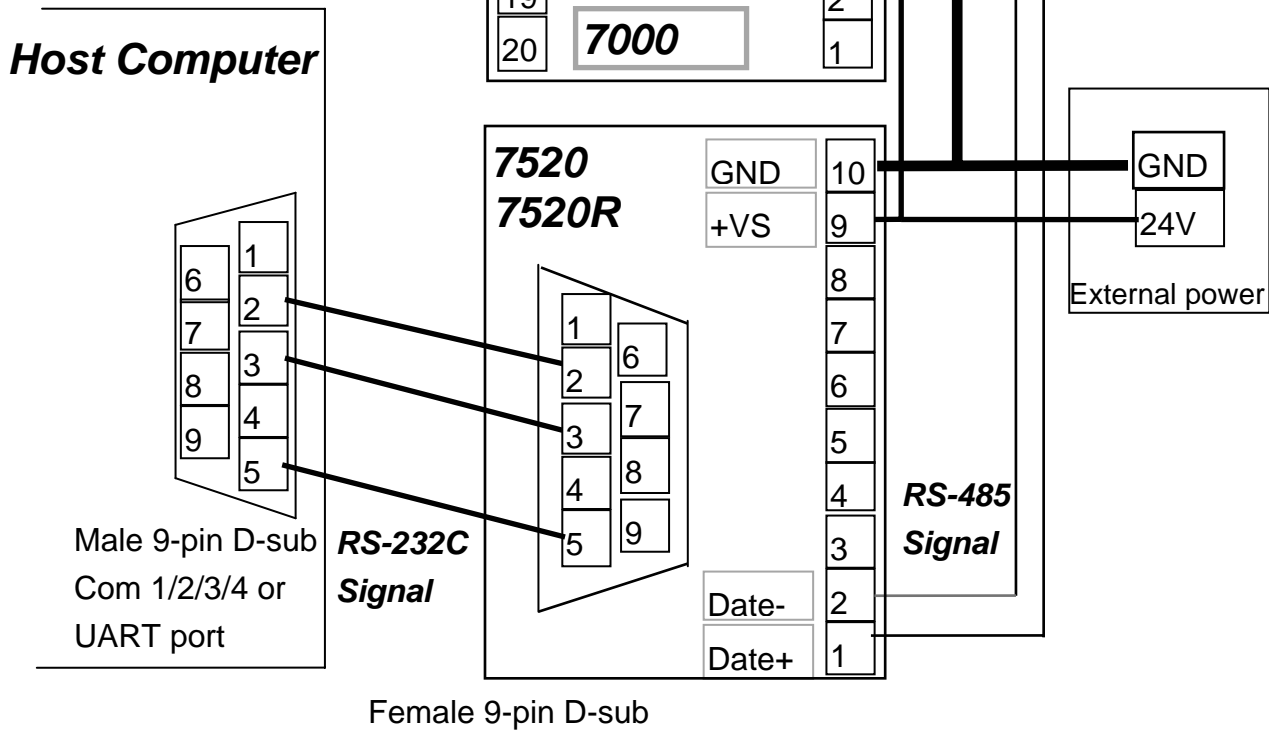 Host Computer
19
20
7000
2
1
7520
7520R
GND
+VS
10
9
8
7
6
5
4
3
2
1
GND
24V
External power
1
2
3
4
5
6
7
8
9
1
2
3
4
5
6
7
8
9
RS-485
Signal
Date-
Date+
Male 9-pin D-sub
Com 1/2/3/4 or
UART port
RS-232C
Signal
Female 9-pin D-sub